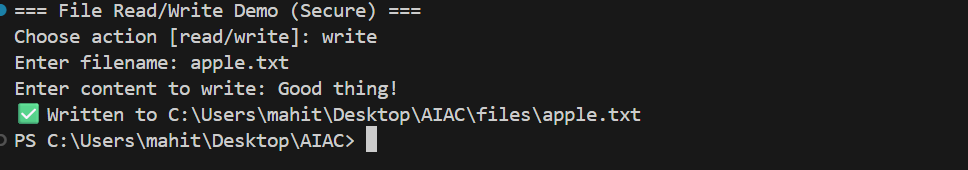 === File Read/Write Demo (Secure) ===
Choose action [read/write]: write
Enter filename: apple.txt
Enter content to write: Good thing!
✅ Written to C:\Users\mahit\Desktop\AIAC\files\apple.txt
PS C:\Users\mahit\Desktop\AIAC>